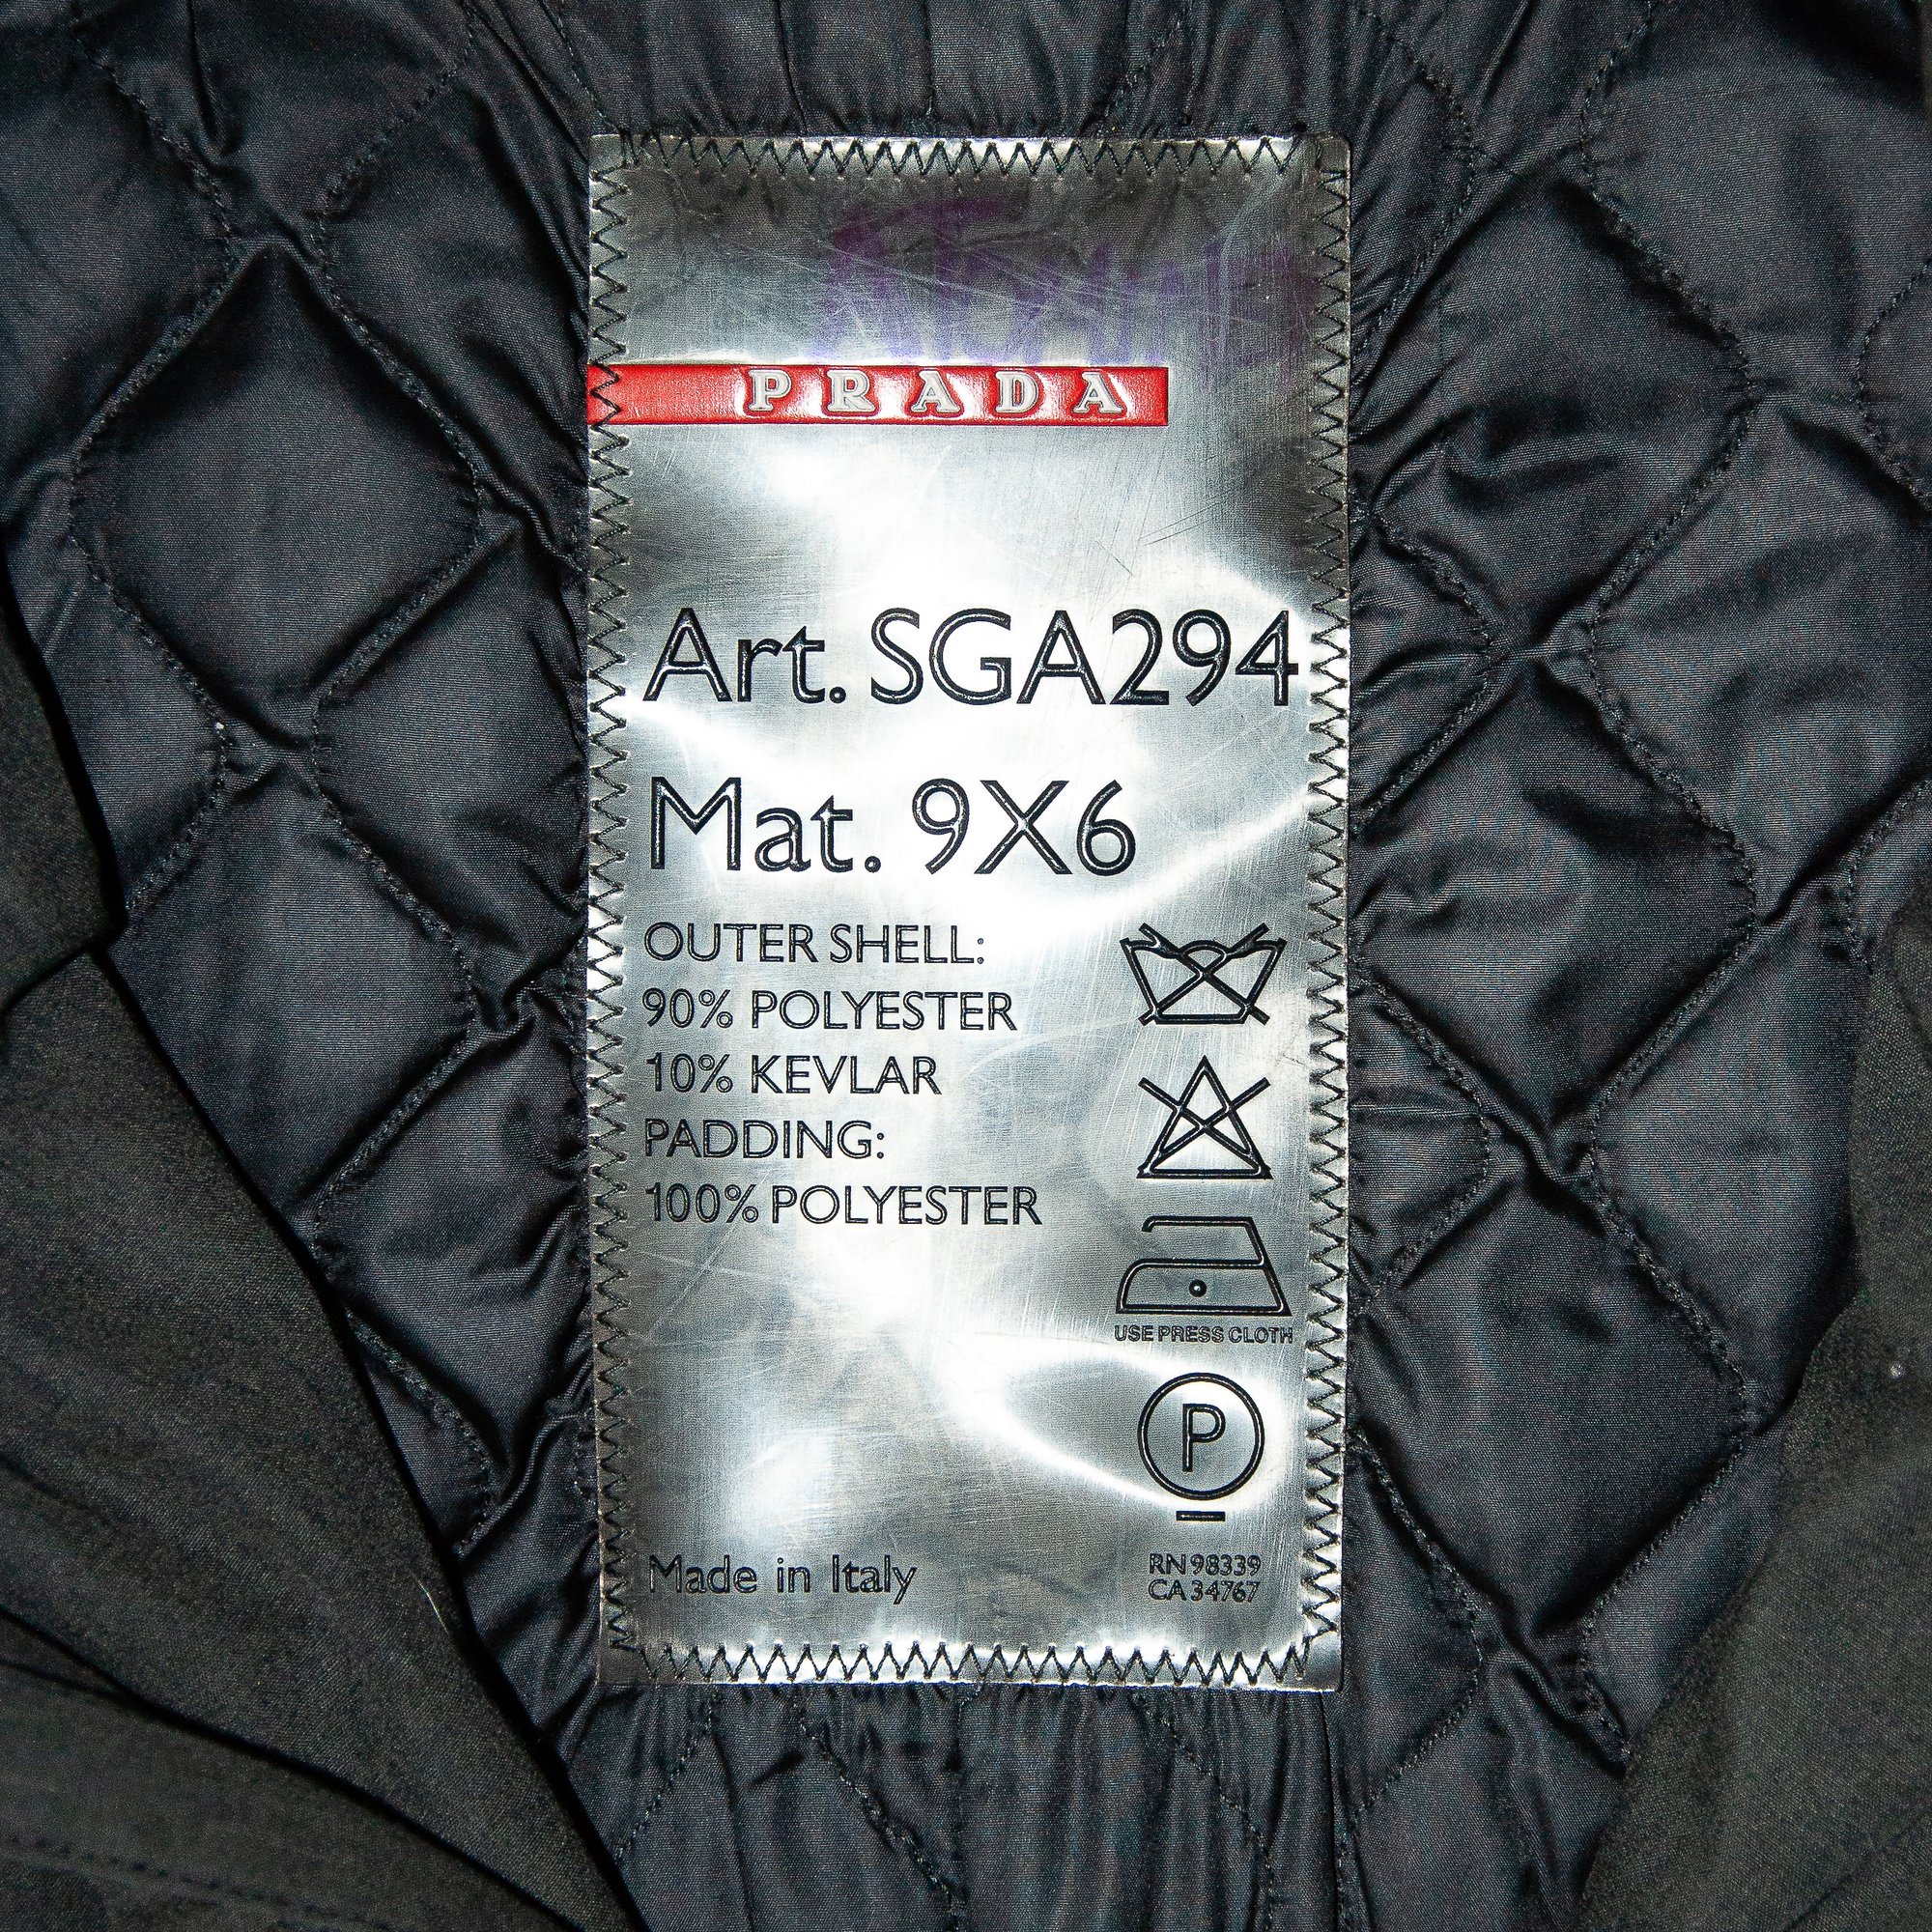 PRADA
Art. SGA294
Mat. 9X6
OUTER SHELL:
90% POLYESTER
10% KEVLAR
PADDING:
100% POLYESTER
USE PRESS CLOTH
P
Made in Italy
RN 98339
CA 34767